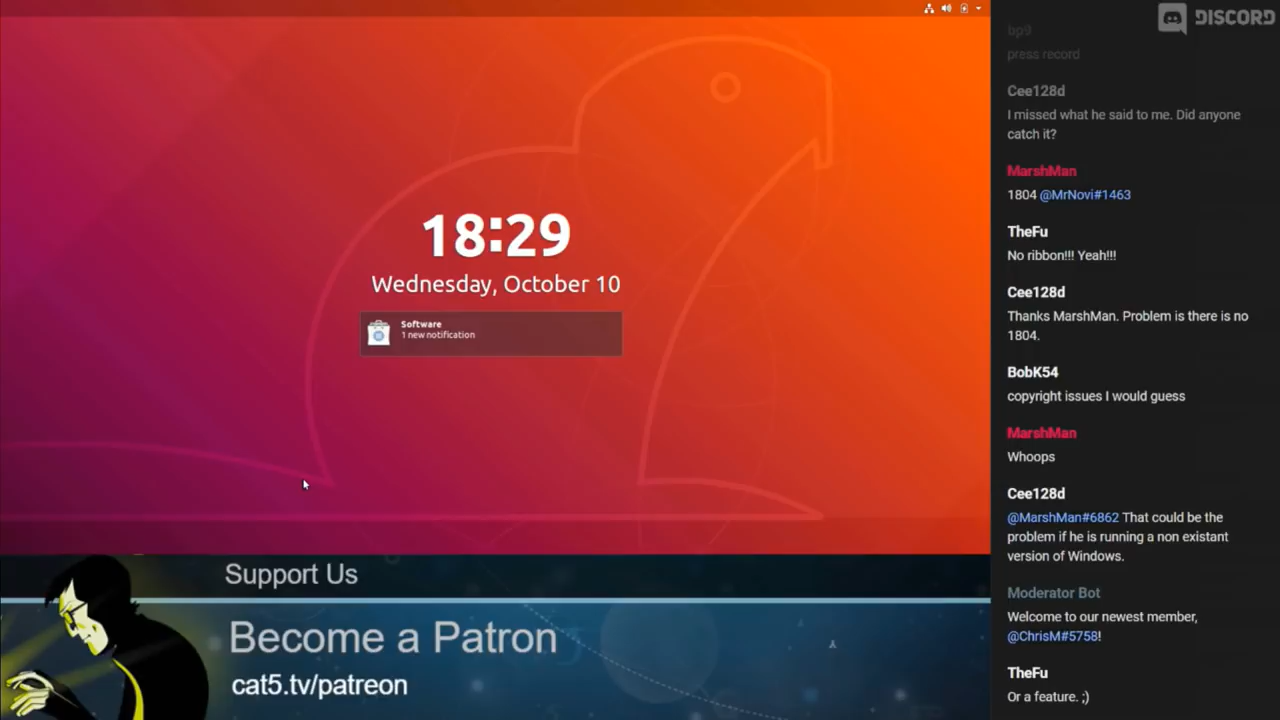 18:29
Wednesday, October 10
Software
1 new notification
Support Us
Become a Patron
cat5.tv/patreon
DISCORD
bp9
press record
Cee128d
I missed what he said to me. Did anyone
catch it?
MarshMan
1804 @MrNovi#1463
TheFu
No ribbon!!! Yeah!!!
Cee128d
Thanks MarshMan. Problem is there is no
1804.
BobK54
copyright issues I would guess
MarshMan
Whoops
Cee128d
@MarshMan#6862 That could be the
problem if he is running a non existant
version of Windows.
Moderator Bot
Welcome to our newest member,
@ChrisM#5758!
TheFu
Or a feature. ;)